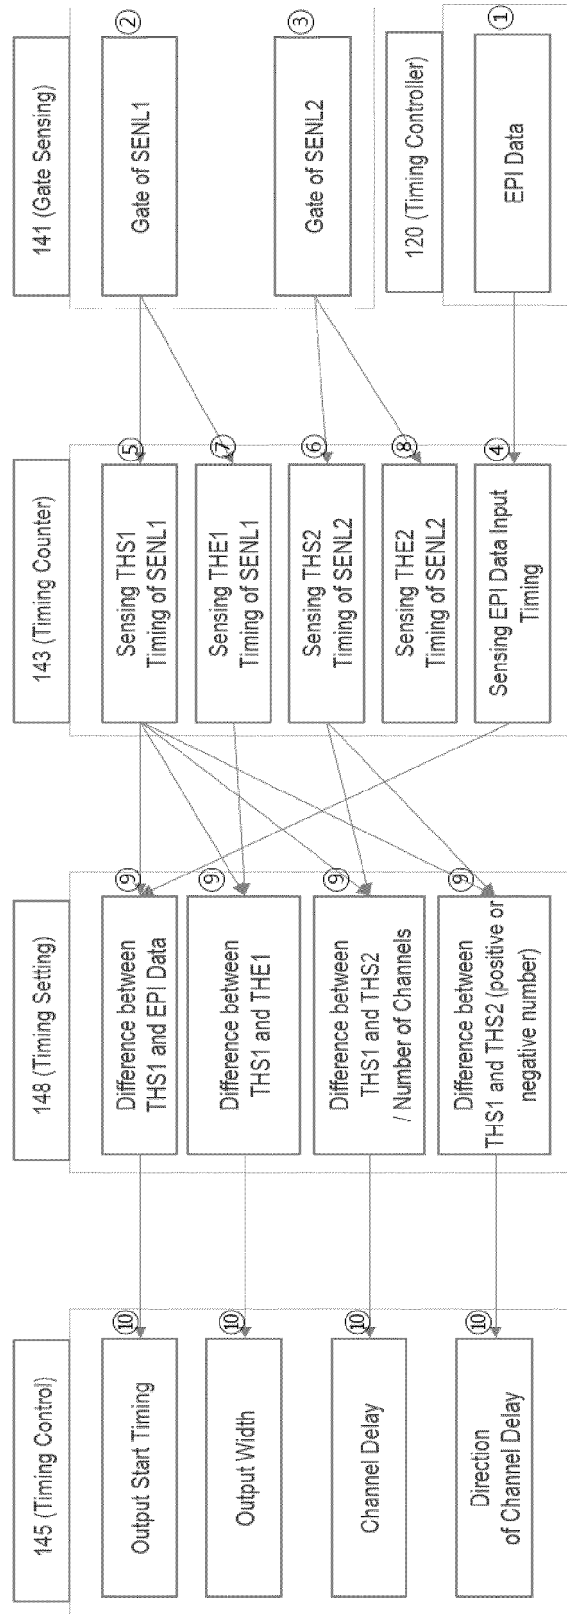 141 (Gate Sensing)
②
Gate of SENL1
③
Gate of SENL2
120 (Timing Controller)
①
EPI Data
143 (Timing Counter)
⑤
Sensing THS1
Timing of SENL1
⑦
Sensing THE1
Timing of SENL1
⑥
Sensing THS2
Timing of SENL2
⑧
Sensing THE2
Timing of SENL2
④
Sensing EPI Data Input
Timing
148 (Timing Setting)
⑨
Difference between
THS1 and EPI Data
⑨
Difference between
THS1 and THE1
⑨
Difference between
THS1 and THS2
/ Number of Channels
⑨
Difference between
THS1 and THS2 (positive or
negative number)
145 (Timing Control)
⑩
Output Start Timing
⑩
Output Width
⑩
Channel Delay
⑩
Direction
of Channel Delay